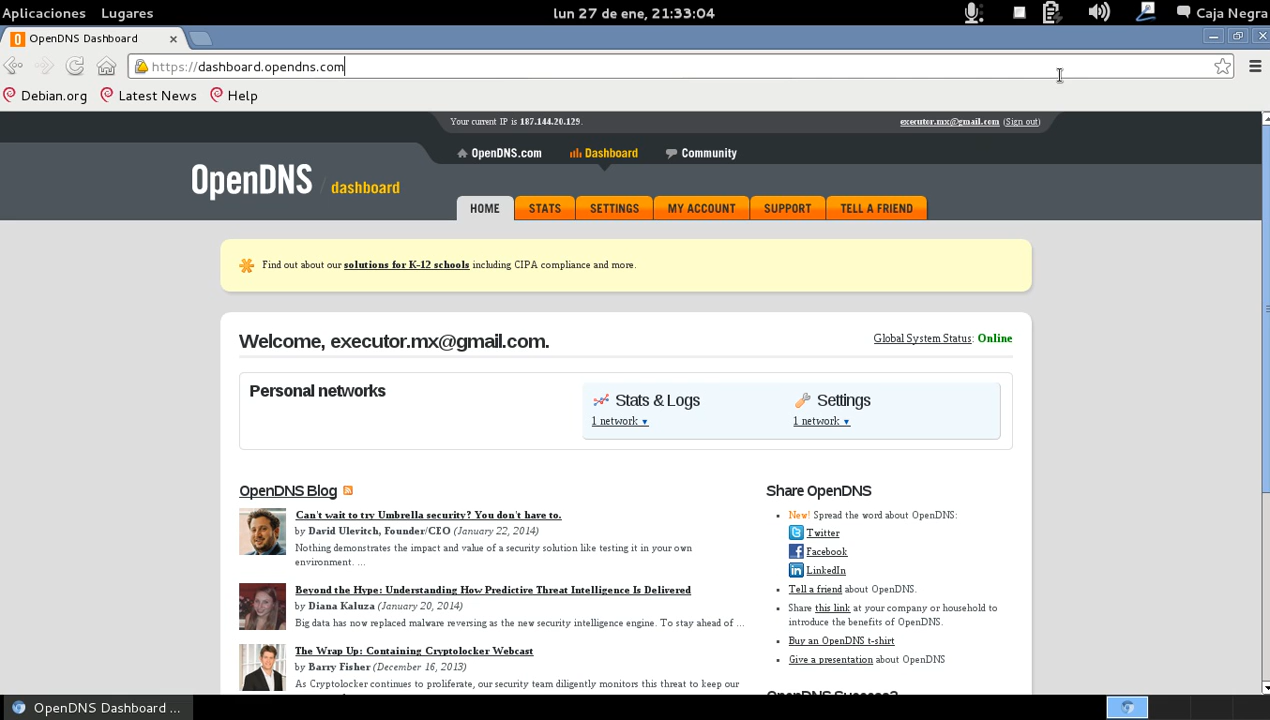 Aplicaciones Lugares lun 27 de ene, 21:33:04 Caja Negra
OpenDNS Dashboard
https://dashboard.opendns.com
Debian.org Latest News Help
Your current IP is 187.144.20.129. executor.mx@gmail.com (Sign out)
OpenDNS.com Dashboard Community
OpenDNS / dashboard
HOME STATS SETTINGS MY ACCOUNT SUPPORT TELL A FRIEND
Find out about our solutions for K-12 schools including CIPA compliance and more.
Welcome, executor.mx@gmail.com. Global System Status: Online
Personal networks Stats & Logs Settings
1 network ▼ 1 network ▼
OpenDNS Blog
Can't wait to try Umbrella security? You don't have to.
by David Ulevitch, Founder/CEO (January 22, 2014)
Nothing demonstrates the impact and value of a security solution like testing it in your own
environment. ...
Beyond the Hype: Understanding How Predictive Threat Intelligence Is Delivered
by Diana Kaluza (January 20, 2014)
Big data has now replaced malware reversing as the new security intelligence engine. To stay ahead of ...
The Wrap Up: Containing Cryptolocker Webcast
by Barry Fisher (December 16, 2013)
As Cryptolocker continues to proliferate, our security team diligently monitors this threat to keep our
Share OpenDNS
New! Spread the word about OpenDNS:
Twitter
Facebook
LinkedIn
Tell a friend about OpenDNS.
Share this link at your company or household to
introduce the benefits of OpenDNS.
Buy an OpenDNS t-shirt
Give a presentation about OpenDNS
OpenDNS Success?
OpenDNS Dashboard ...